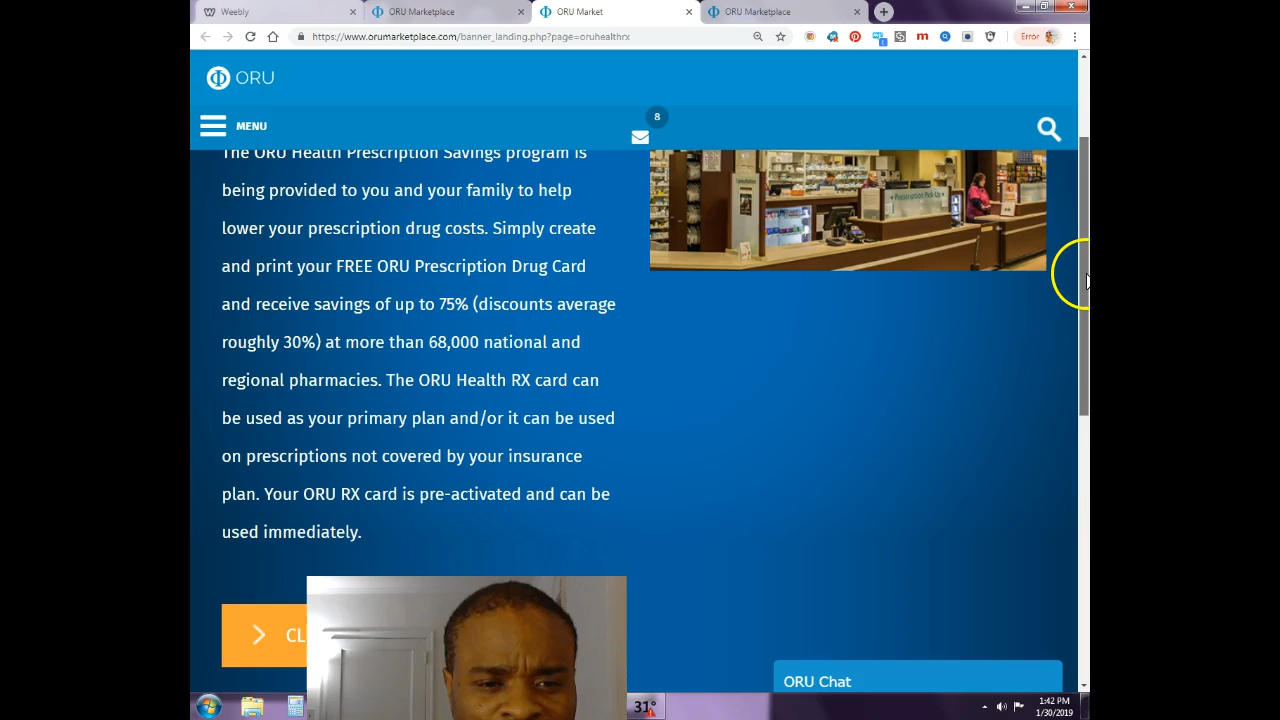 Weebly
ORU Marketplace
ORU Market
ORU Marketplace
https://www.orumarketplace.com/banner_landing.php?page=oruhealthrx
Error
ORU
MENU
8
The ORU Health Prescription Savings program is
being provided to you and your family to help
lower your prescription drug costs. Simply create
and print your FREE ORU Prescription Drug Card
and receive savings of up to 75% (discounts average
roughly 30%) at more than 68,000 national and
regional pharmacies. The ORU Health RX card can
be used as your primary plan and/or it can be used
on prescriptions not covered by your insurance
plan. Your ORU RX card is pre-activated and can be
used immediately.
Prescription Pick-Up
CL
ORU Chat
31°
1:42 PM
1/30/2019